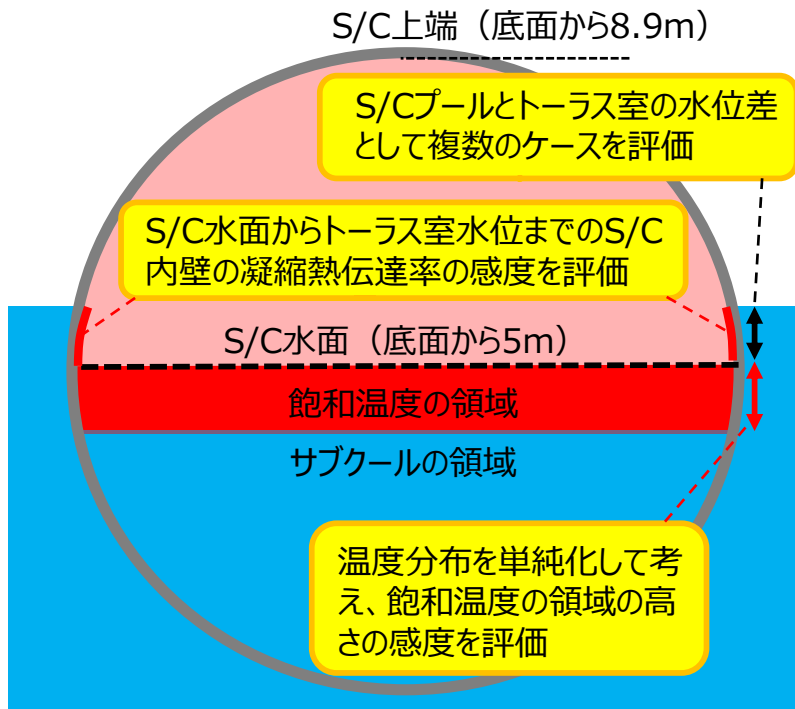 S/C上端（底面から8.9m）
S/Cプールとトーラス室の水位差
として複数のケースを評価
S/C水面からトーラス室水位までのS/C
内壁の凝縮熱伝達率の感度を評価
S/C水面（底面から5m）
飽和温度の領域
サブクールの領域
温度分布を単純化して考
え、飽和温度の領域の高
さの感度を評価